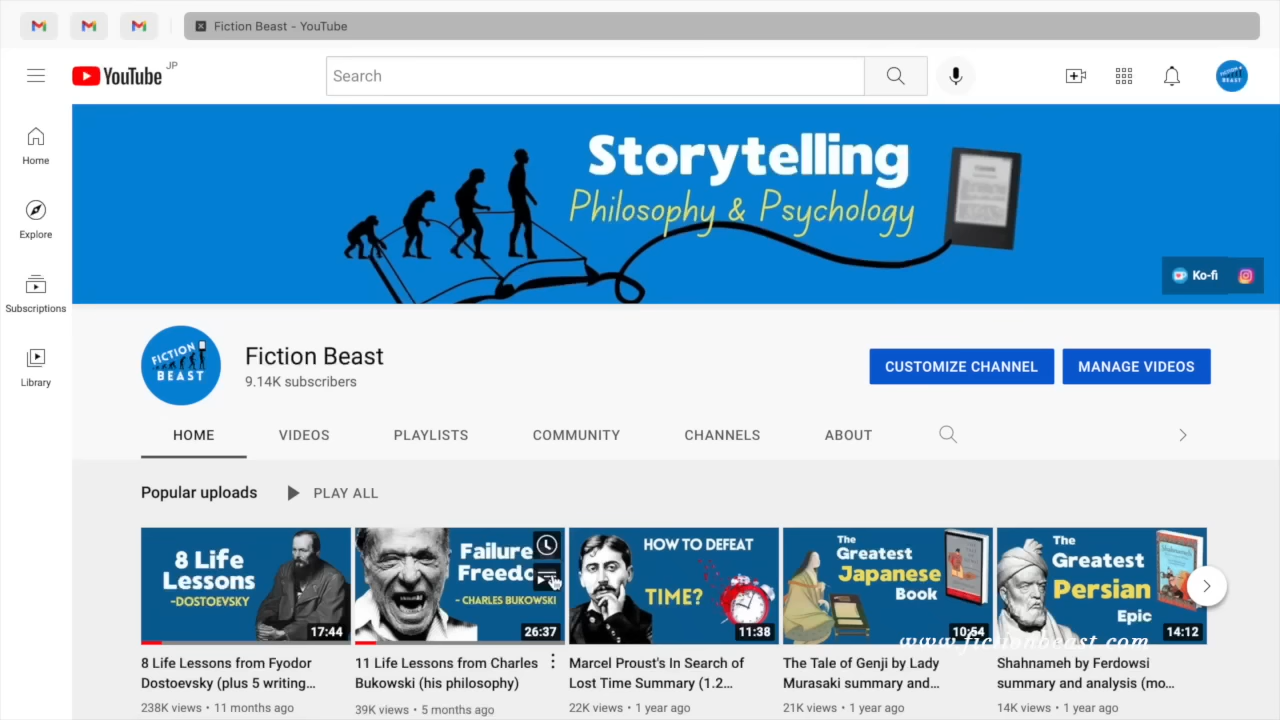 Fiction Beast - YouTube
YouTube JP
Search
FICTION BEAST
Home
Explore
Subscriptions
Library
Storytelling
Philosophy & Psychology
Ko-fi
FICTION
BEAST
Fiction Beast
9.14K subscribers
CUSTOMIZE CHANNEL
MANAGE VIDEOS
HOME
VIDEOS
PLAYLISTS
COMMUNITY
CHANNELS
ABOUT
Popular uploads
PLAY ALL
8 Life
Lessons
-DOSTOEVSKY
17:44
Failure
Freedo
- CHARLES BUKOWSKI
26:37
HOW TO DEFEAT
TIME?
11:38
The
Greatest
Japanese
Book
10:54
The
Greatest
Persian
Epic
14:12
www.fictionbeast.com
8 Life Lessons from Fyodor
Dostoevsky (plus 5 writing...
238K views • 11 months ago
11 Life Lessons from Charles
Bukowski (his philosophy)
39K views • 5 months ago
Marcel Proust's In Search of
Lost Time Summary (1.2...
22K views • 1 year ago
The Tale of Genji by Lady
Murasaki summary and...
21K views • 1 year ago
Shahnameh by Ferdowsi
summary and analysis (mo...
14K views • 1 year ago